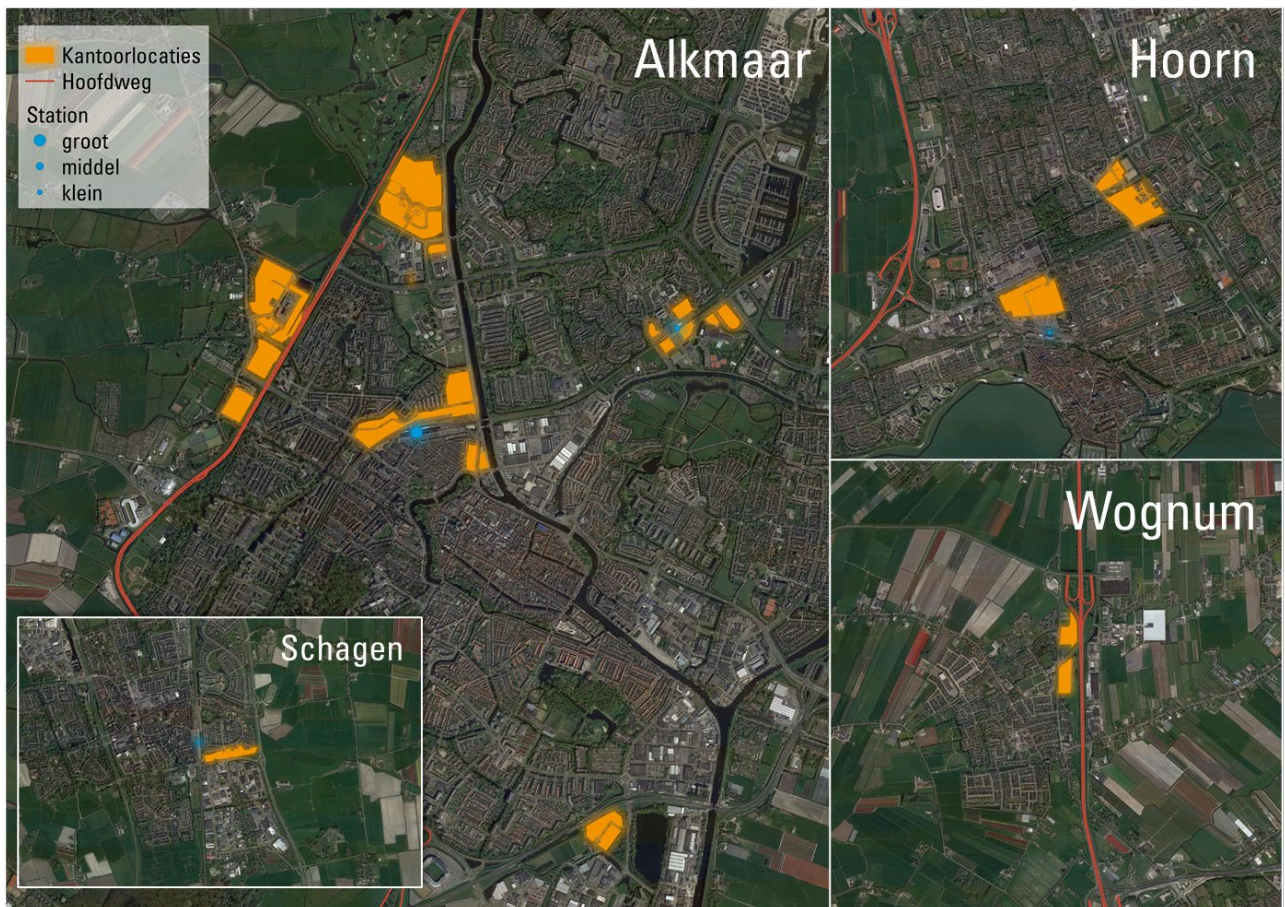 Kantoorlocaties
Hoofdweg
Station
groot
middel
klein
Alkmaar
Hoorn
Wognum
Schagen